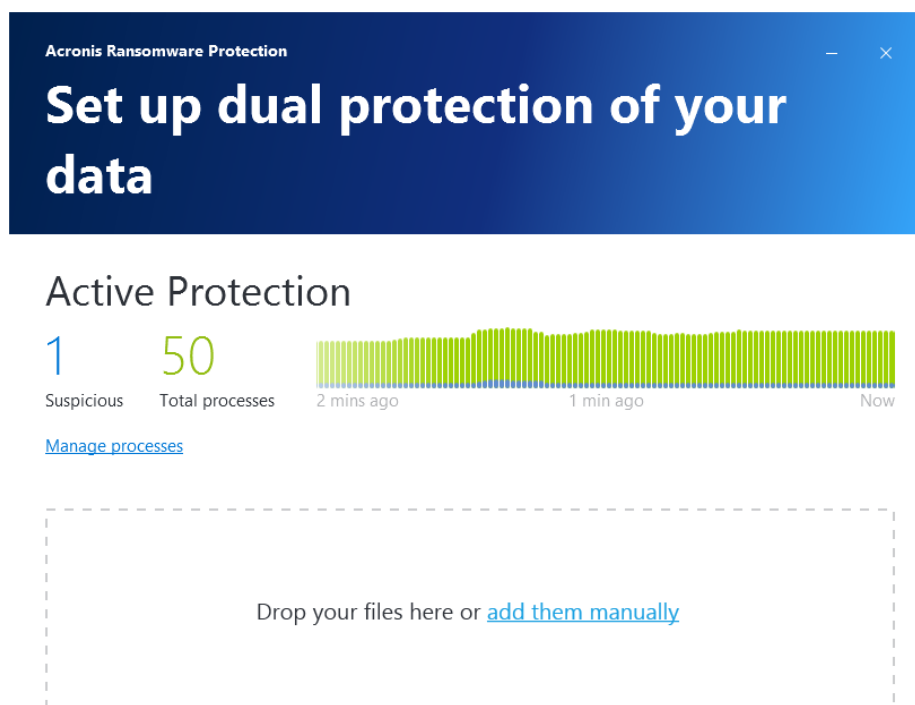 Acronis Ransomware Protection
Set up dual protection of your
data
Active Protection
1 50
Suspicious Total processes
2 mins ago 1 min ago Now
Manage processes
Drop your files here or add them manually